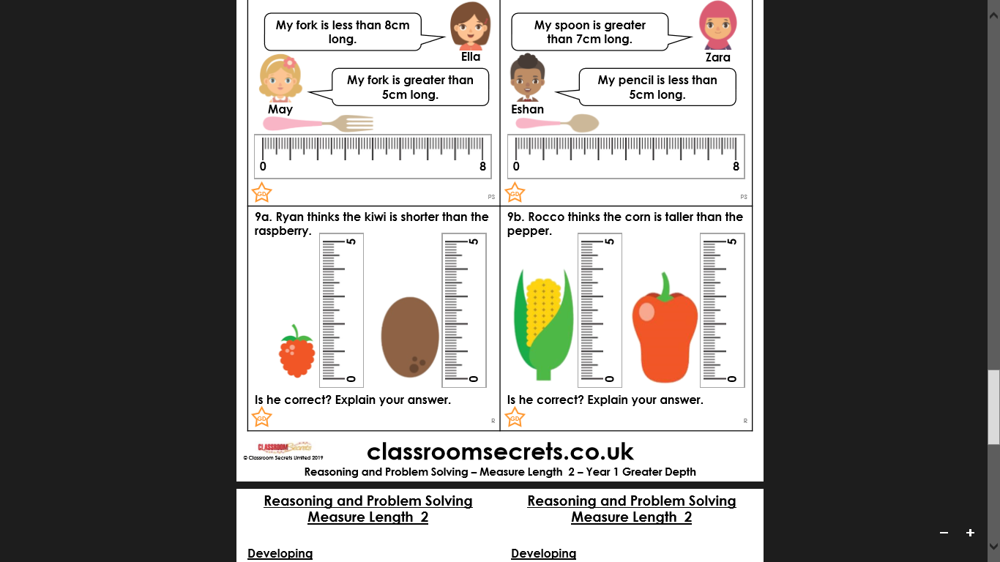 My fork is less than 8cm
long.
Ella
May
My fork is greater than
5cm long.
0
8
GD
PS
My spoon is greater
than 7cm long.
Zara
Eshan
My pencil is less than
5cm long.
0
8
GD
PS
9a. Ryan thinks the kiwi is shorter than the
raspberry.
5
0
5
0
Is he correct? Explain your answer.
GD
R
9b. Rocco thinks the corn is taller than the
pepper.
5
0
5
0
Is he correct? Explain your answer.
GD
R
CLASSROOM Secrets
© Classroom Secrets Limited 2019
classroomsecrets.co.uk
Reasoning and Problem Solving – Measure Length 2 – Year 1 Greater Depth
Reasoning and Problem Solving
Measure Length 2
Developing
Reasoning and Problem Solving
Measure Length 2
Developing